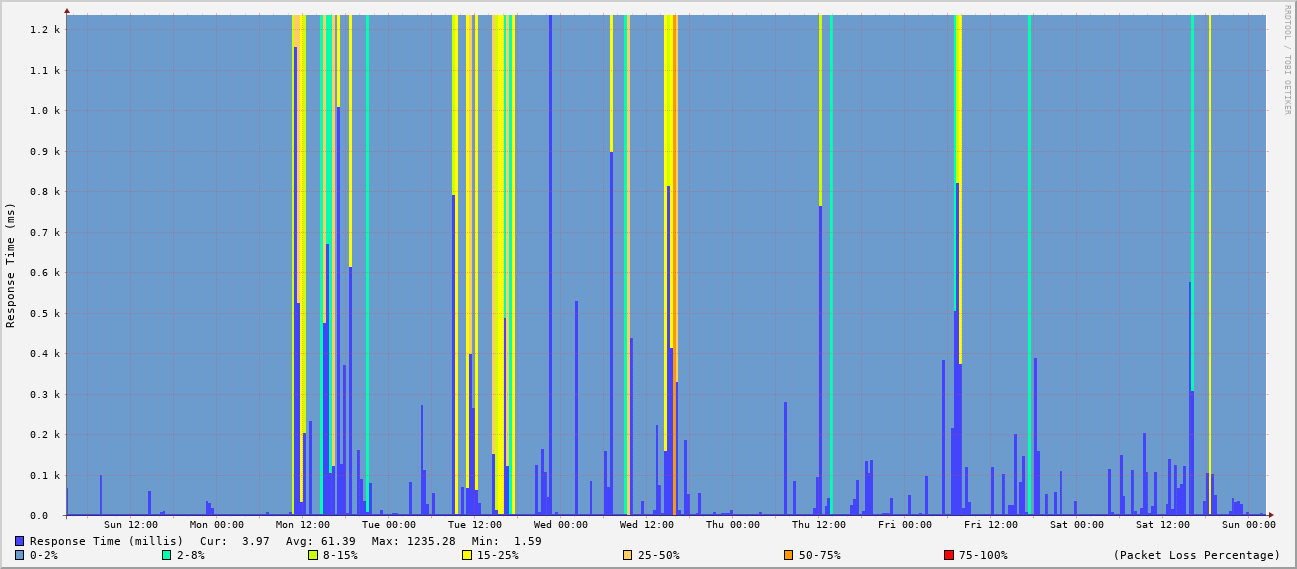 RRDTOOL / TOBI OETIKER
Response Time (ms)
1.2 k
1.1 k
1.0 k
0.9 k
0.8 k
0.7 k
0.6 k
0.5 k
0.4 k
0.3 k
0.2 k
0.1 k
0.0
Sun 12:00 Mon 00:00 Mon 12:00 Tue 00:00 Tue 12:00 Wed 00:00 Wed 12:00 Thu 00:00 Thu 12:00 Fri 00:00 Fri 12:00 Sat 00:00 Sat 12:00 Sun 00:00
Response Time (millis) Cur: 3.97 Avg: 61.39 Max: 1235.28 Min: 1.59
0-2% 2-8% 8-15% 15-25% 25-50% 50-75% 75-100% (Packet Loss Percentage)